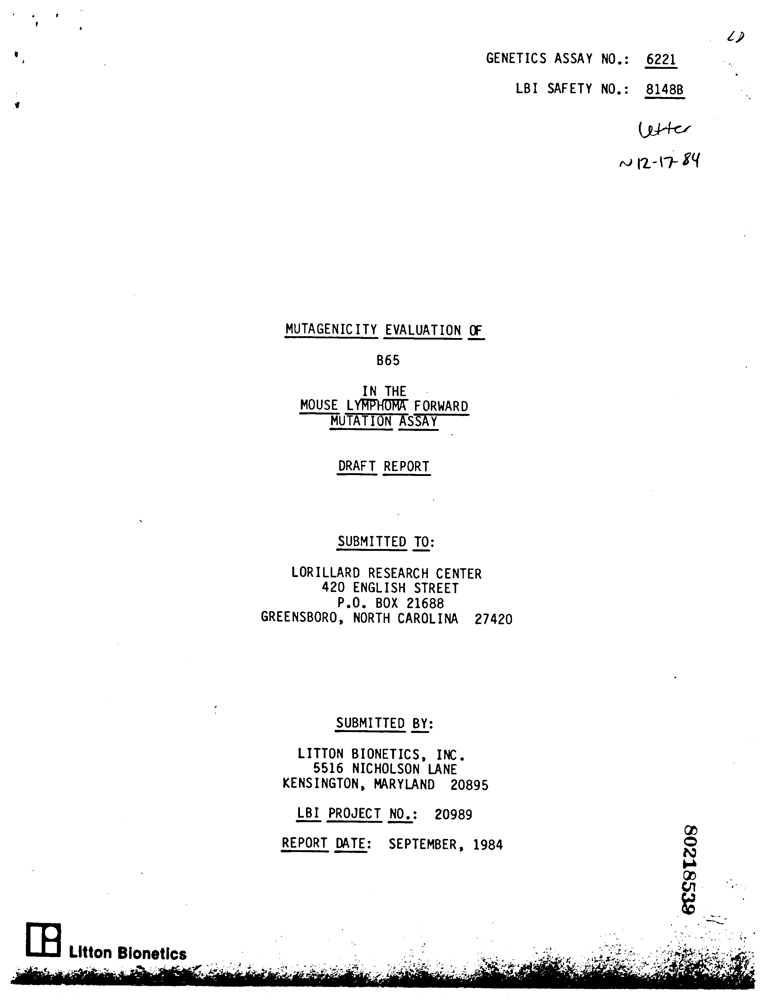 LD
GENETICS ASSAY NO.: 6221
LBI SAFETY NO.: 8148B
Letter
~ 12-17-84
MUTAGENICITY EVALUATION OF
B65
IN THE
MOUSE LYMPHOMA FORWARD
MUTATION ASSAY
DRAFT REPORT
SUBMITTED TO:
LORILLARD RESEARCH CENTER
420 ENGLISH STREET
P.O. BOX 21688
GREENSBORO, NORTH CAROLINA 27420
SUBMITTED BY:
LITTON BIONETICS, INC.
5516 NICHOLSON LANE
KENSINGTON, MARYLAND 20895
LBI PROJECT NO.: 20989
REPORT DATE: SEPTEMBER, 1984
80218539
Litton Bionetics